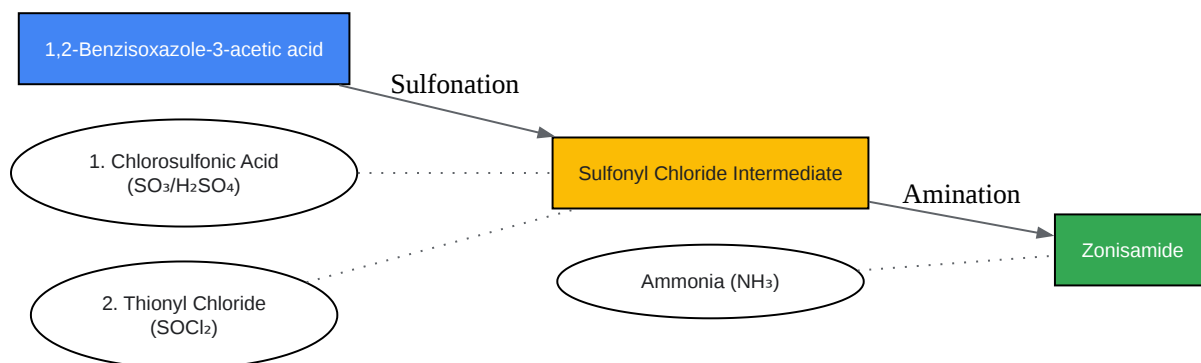 1,2-Benzisoxazole-3-acetic acid
Sulfonation
1. Chlorosulfonic Acid
(SO₃/H₂SO₄)
Sulfonyl Chloride Intermediate
Amination
Zonisamide
Ammonia (NH₃)
2. Thionyl Chloride
(SOCl₂)